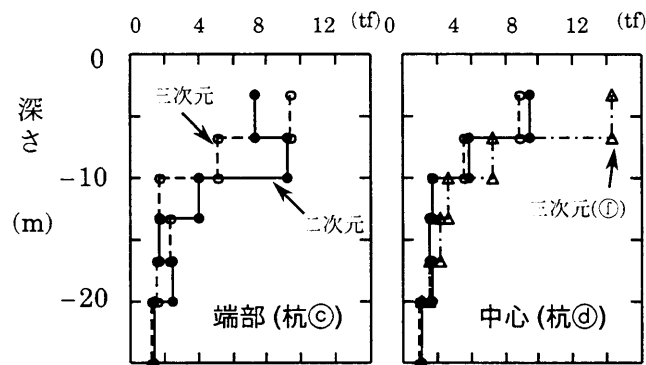 0 4 8 12 (tf)
0 4 8 12 (tf)
0
深さ
-10
(m)
-20
三次元
二次元
端部 (杭ⓒ)
三次元(ⓕ)
中心 (杭ⓓ)